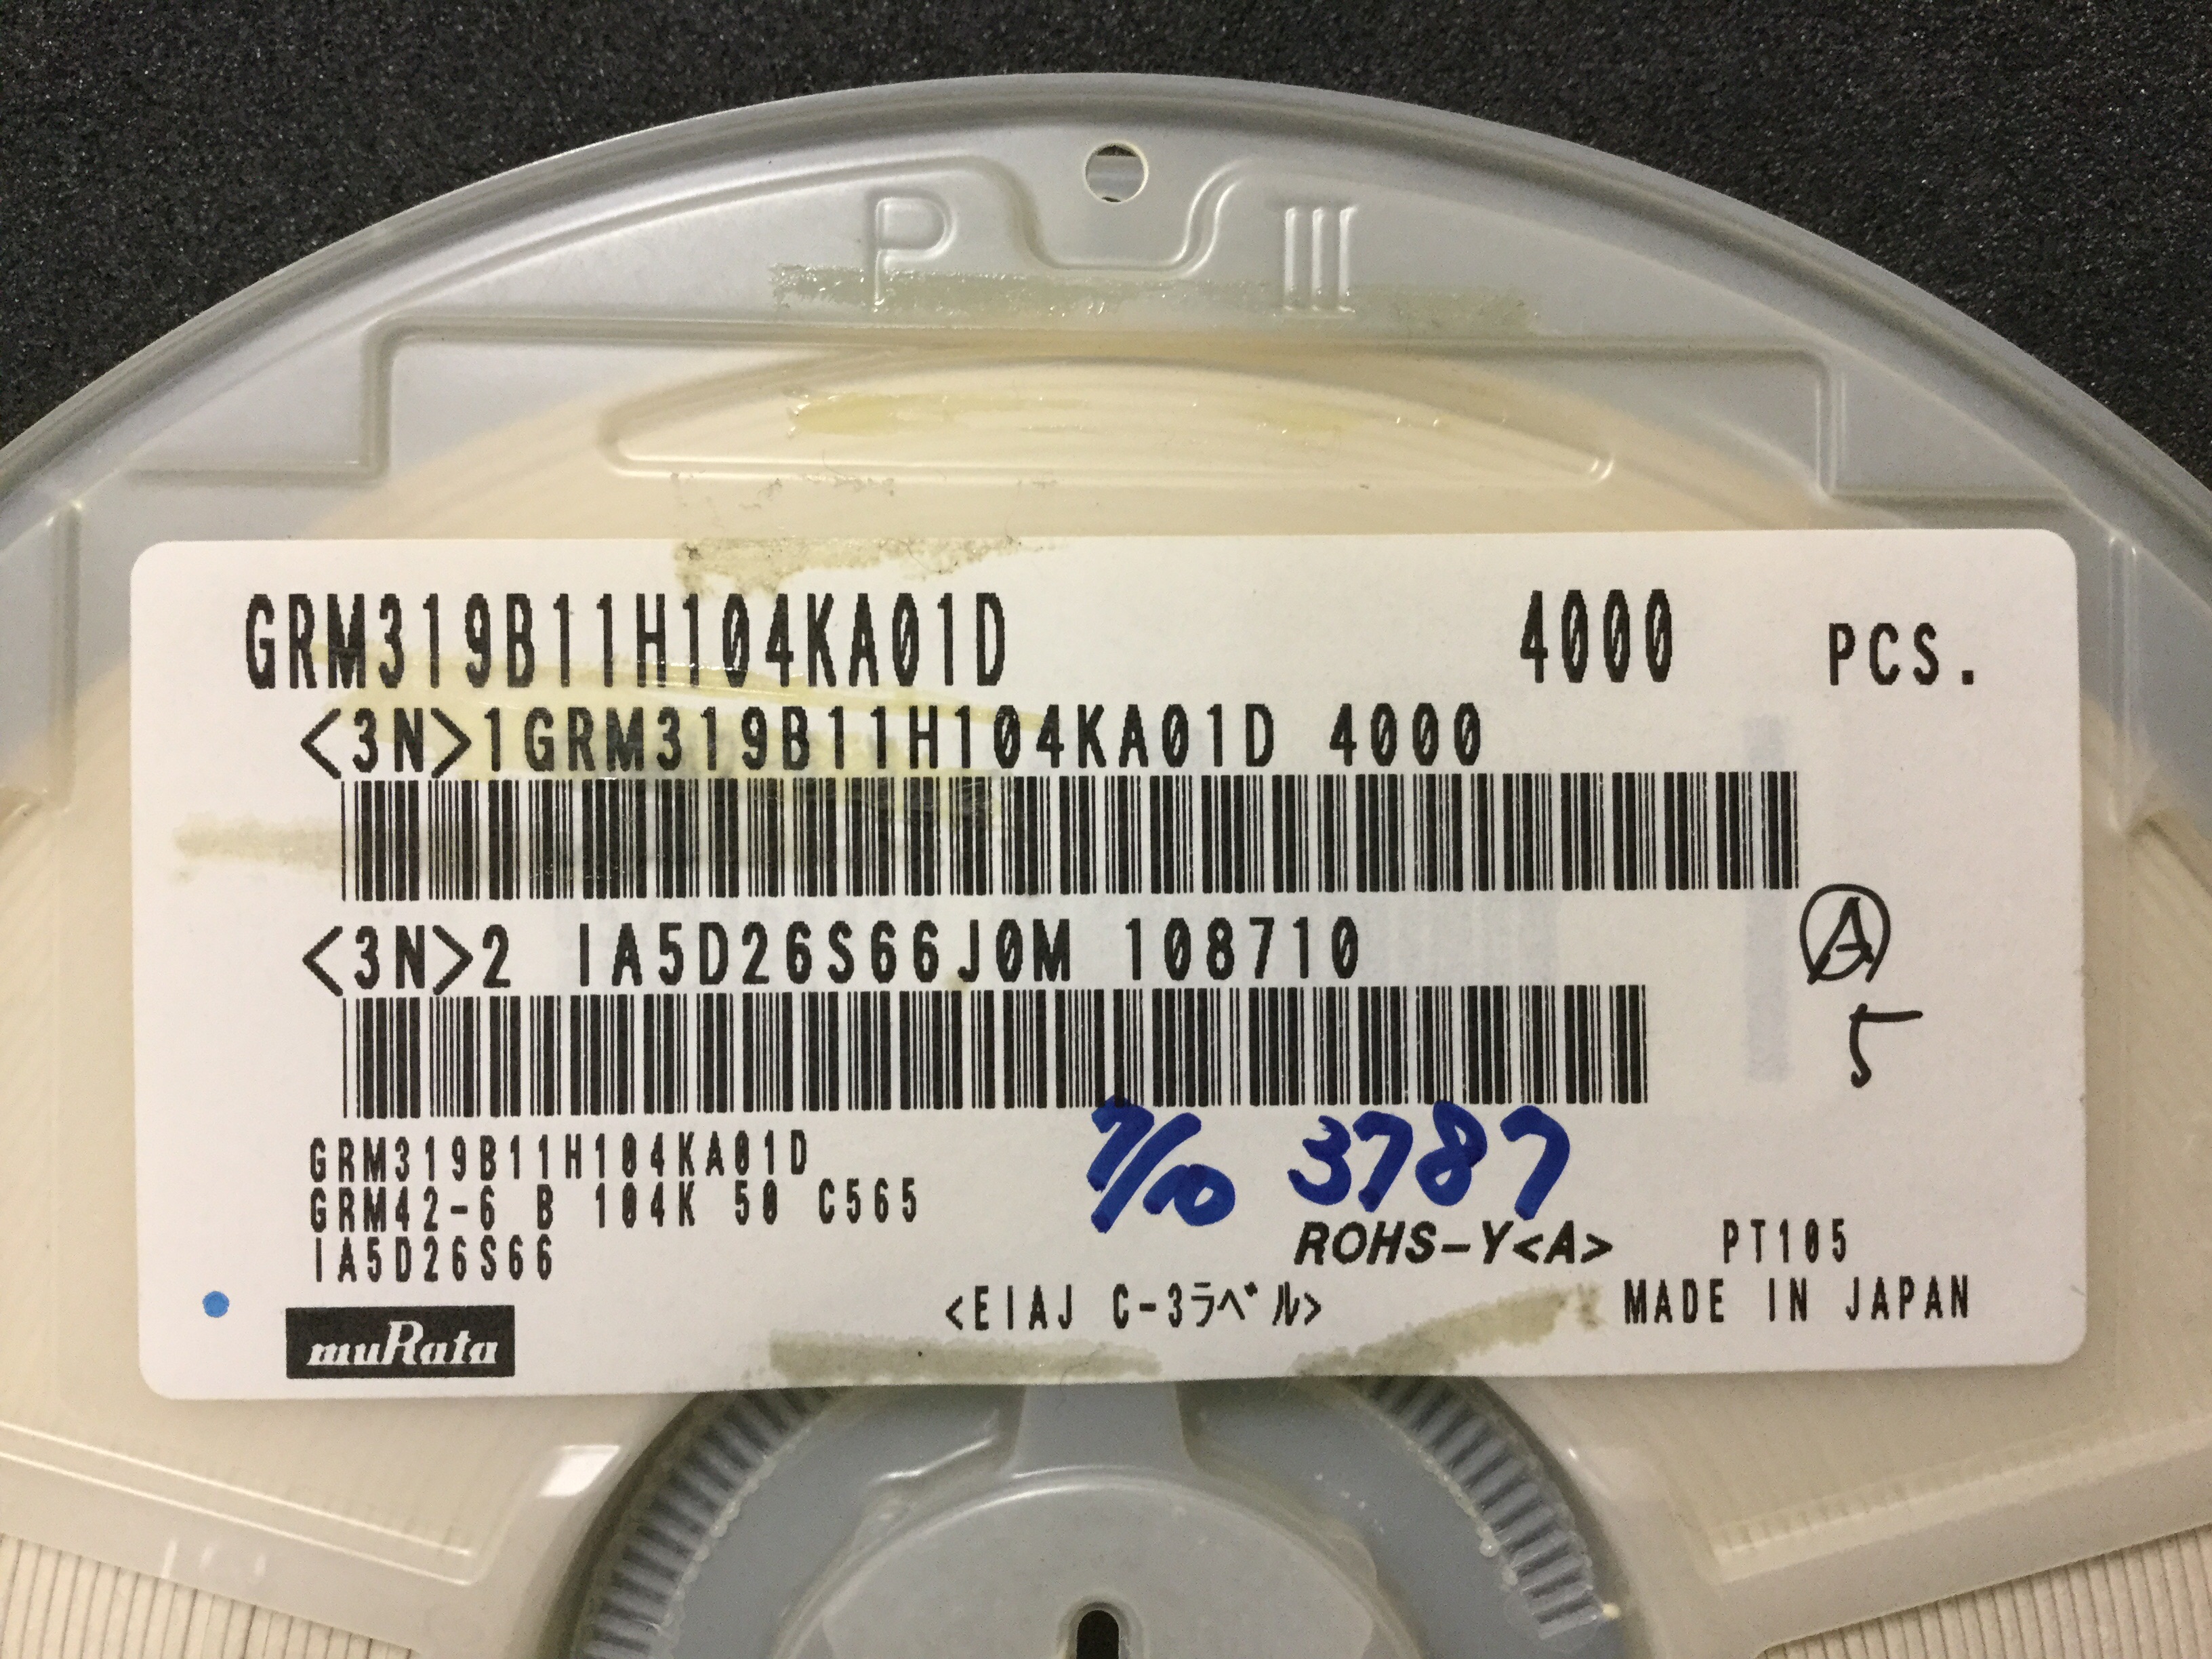 P III
GRM319B11H104KA01D 4000 PCS.
<3N>1GRM319B11H104KA01D 4000
<3N>2 IA5D26S66J0M 108710
A
5
7/10 3787
GRM319B11H104KA01D
GRM42-6 B 104K 50 C565
IA5D26S66
ROHS-Y<A> PT105
<EIAJ C-3ラベル> MADE IN JAPAN
muRata